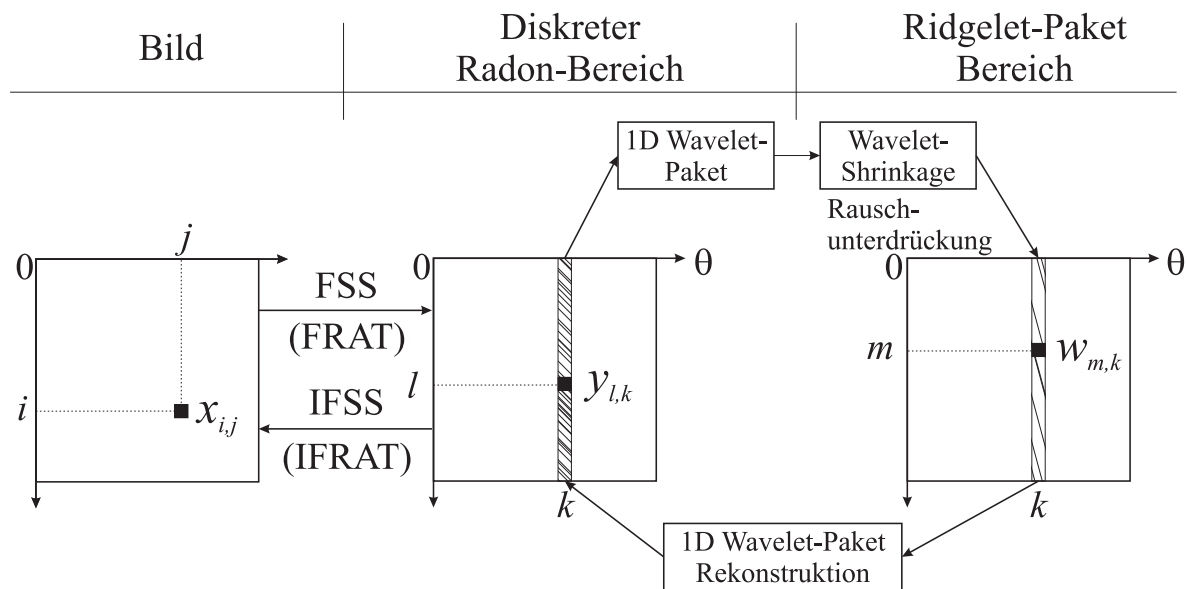 Bild
Diskreter
Radon-Bereich
Ridgelet-Paket
Bereich
1D Wavelet-
Paket
Wavelet-
Shrinkage
Rausch-
unterdrückung
0
j
i
x_{i,j}
FSS
(FRAT)
IFSS
(IFRAT)
0
θ
l
y_{l,k}
k
0
θ
m
w_{m,k}
k
1D Wavelet-Paket
Rekonstruktion